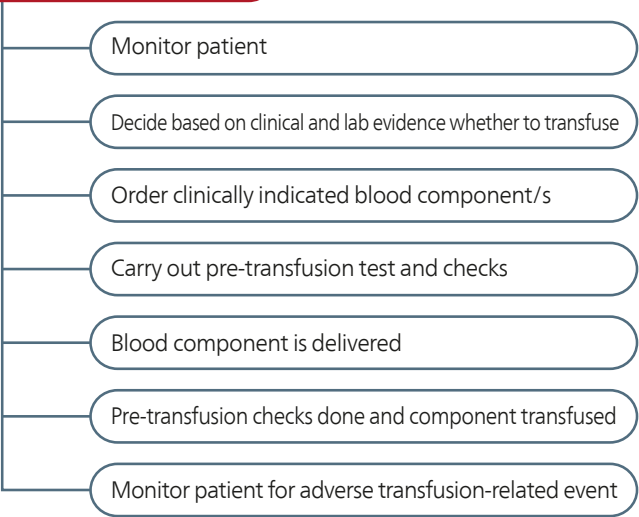 Monitor patient
Decide based on clinical and lab evidence whether to transfuse
Order clinically indicated blood component/s
Carry out pre-transfusion test and checks
Blood component is delivered
Pre-transfusion checks done and component transfused
Monitor patient for adverse transfusion-related event